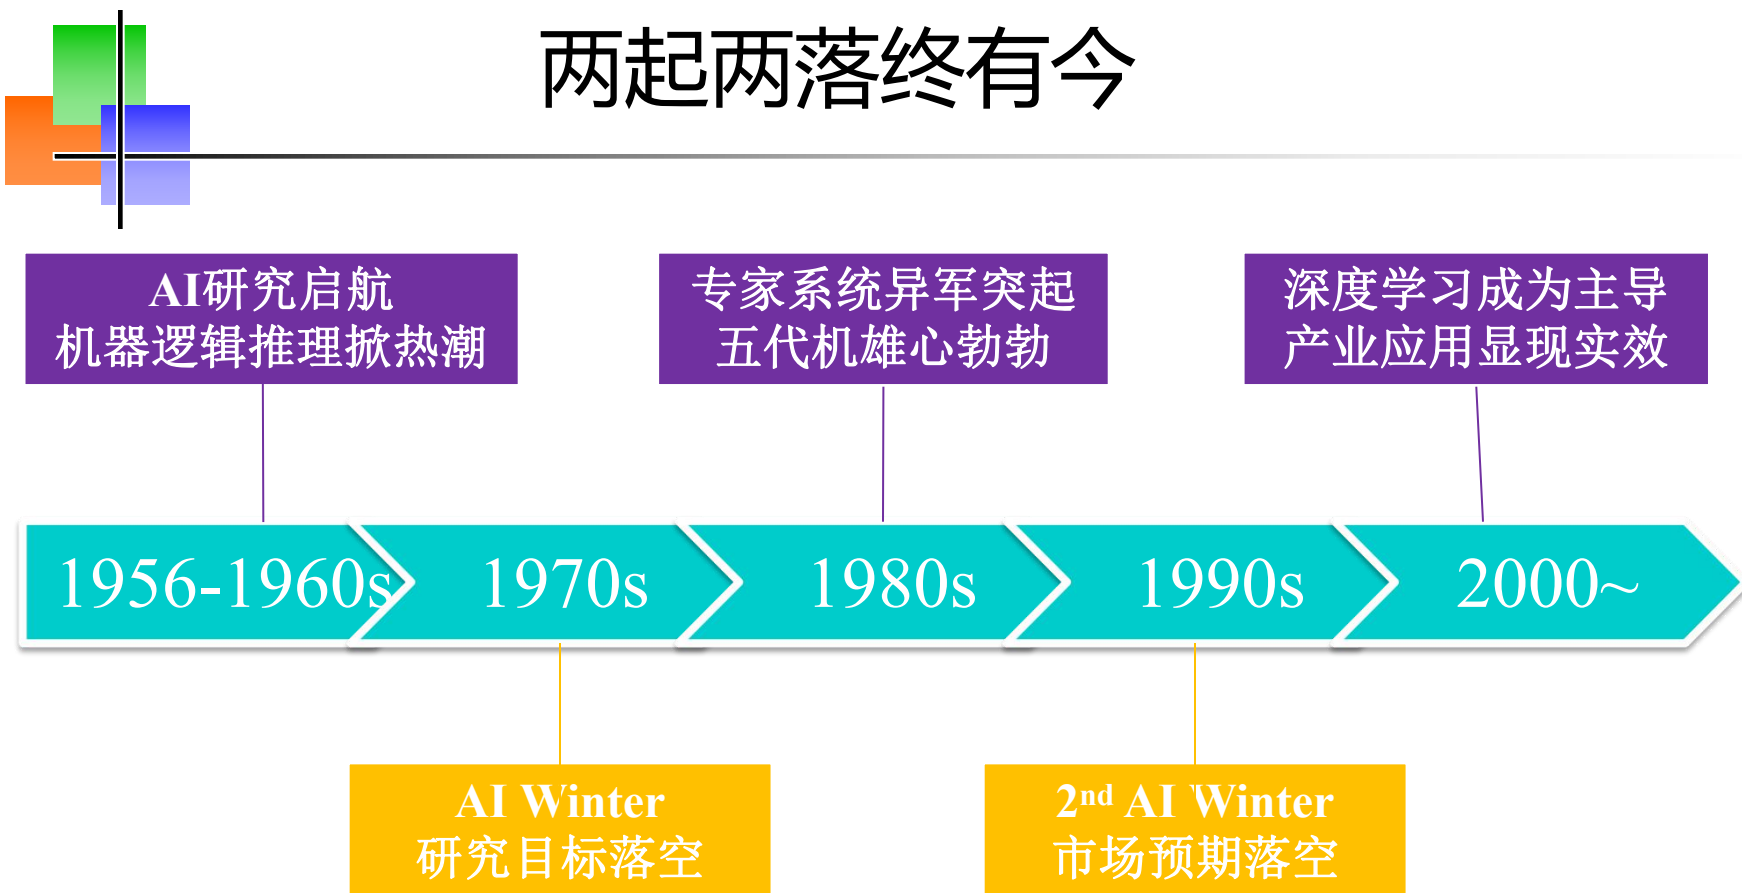 两起两落终有今
AI研究启航
机器逻辑推理掀热潮
专家系统异军突起
五代机雄心勃勃
深度学习成为主导
产业应用显现实效
1956-1960s
1970s
1980s
1990s
2000~
AI Winter
研究目标落空
2nd AI Winter
市场预期落空